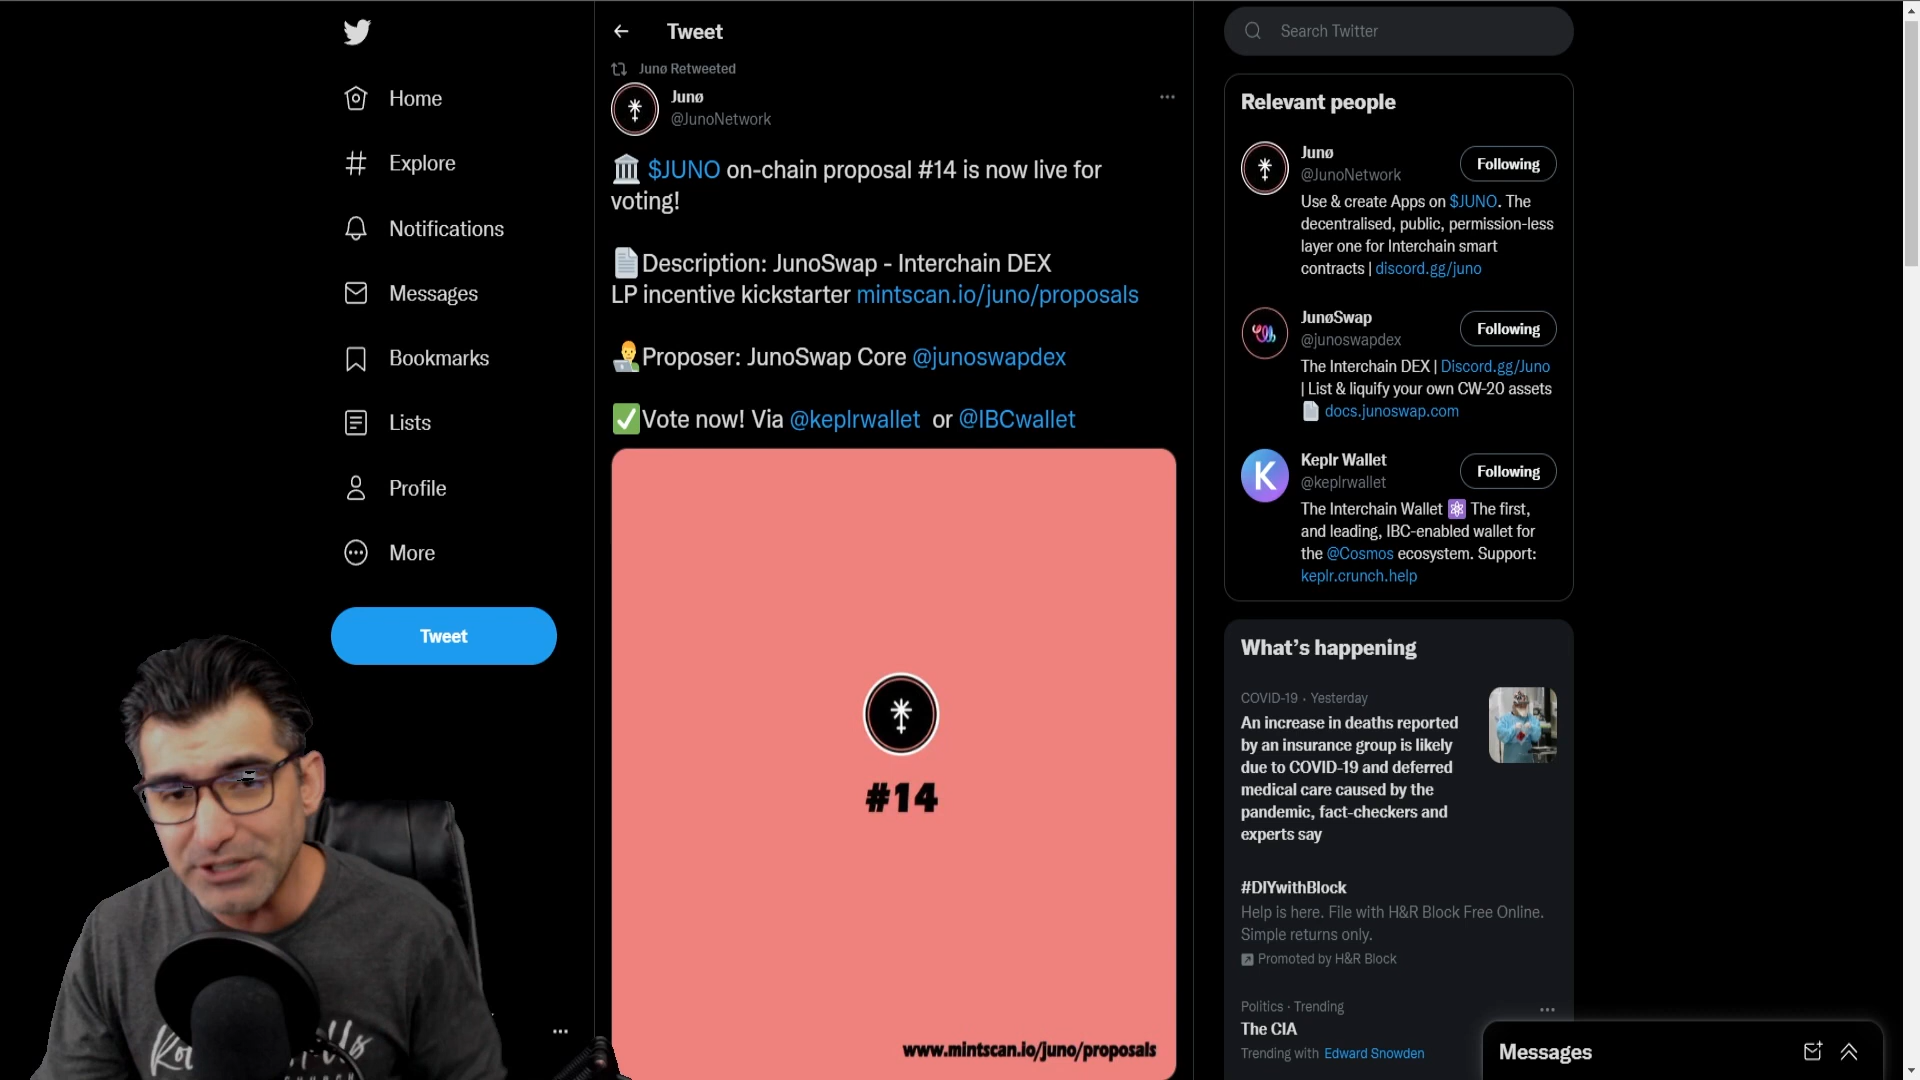 Home
Explore
Notifications
Messages
Bookmarks
Lists
Profile
More
Tweet
Tweet
Junø Retweeted
Junø
@JunoNetwork
🏛 $JUNO on-chain proposal #14 is now live for
voting!
📄Description: JunoSwap - Interchain DEX
LP incentive kickstarter mintscan.io/juno/proposals
👨‍💻Proposer: JunoSwap Core @junoswapdex
✅Vote now! Via @keplrwallet or @IBCwallet
#14
www.mintscan.io/juno/proposals
Search Twitter
Relevant people
Junø
@JunoNetwork
Following
Use & create Apps on $JUNO. The
decentralised, public, permission-less
layer one for Interchain smart
contracts | discord.gg/juno
JunøSwap
@junoswapdex
Following
The Interchain DEX | Discord.gg/Juno
| List & liquify your own CW-20 assets
📄 docs.junoswap.com
K
Keplr Wallet
@keplrwallet
Following
The Interchain Wallet ⚛ The first,
and leading, IBC-enabled wallet for
the @Cosmos ecosystem. Support:
keplr.crunch.help
What's happening
COVID-19 · Yesterday
An increase in deaths reported
by an insurance group is likely
due to COVID-19 and deferred
medical care caused by the
pandemic, fact-checkers and
experts say
#DIYwithBlock
Help is here. File with H&R Block Free Online.
Simple returns only.
Promoted by H&R Block
Politics · Trending
The CIA
Trending with Edward Snowden
Messages